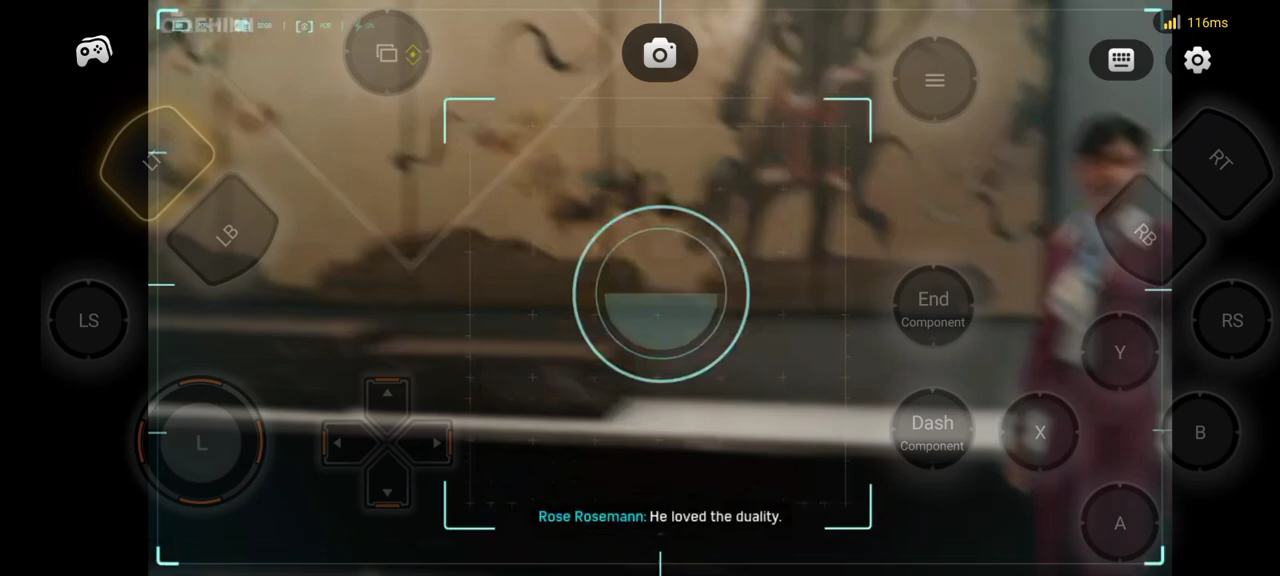 116ms
LT
LB
RT
RB
LS
RS
End
Component
Y
L
Dash
Component
X
B
A
Rose Rosemann: He loved the duality.